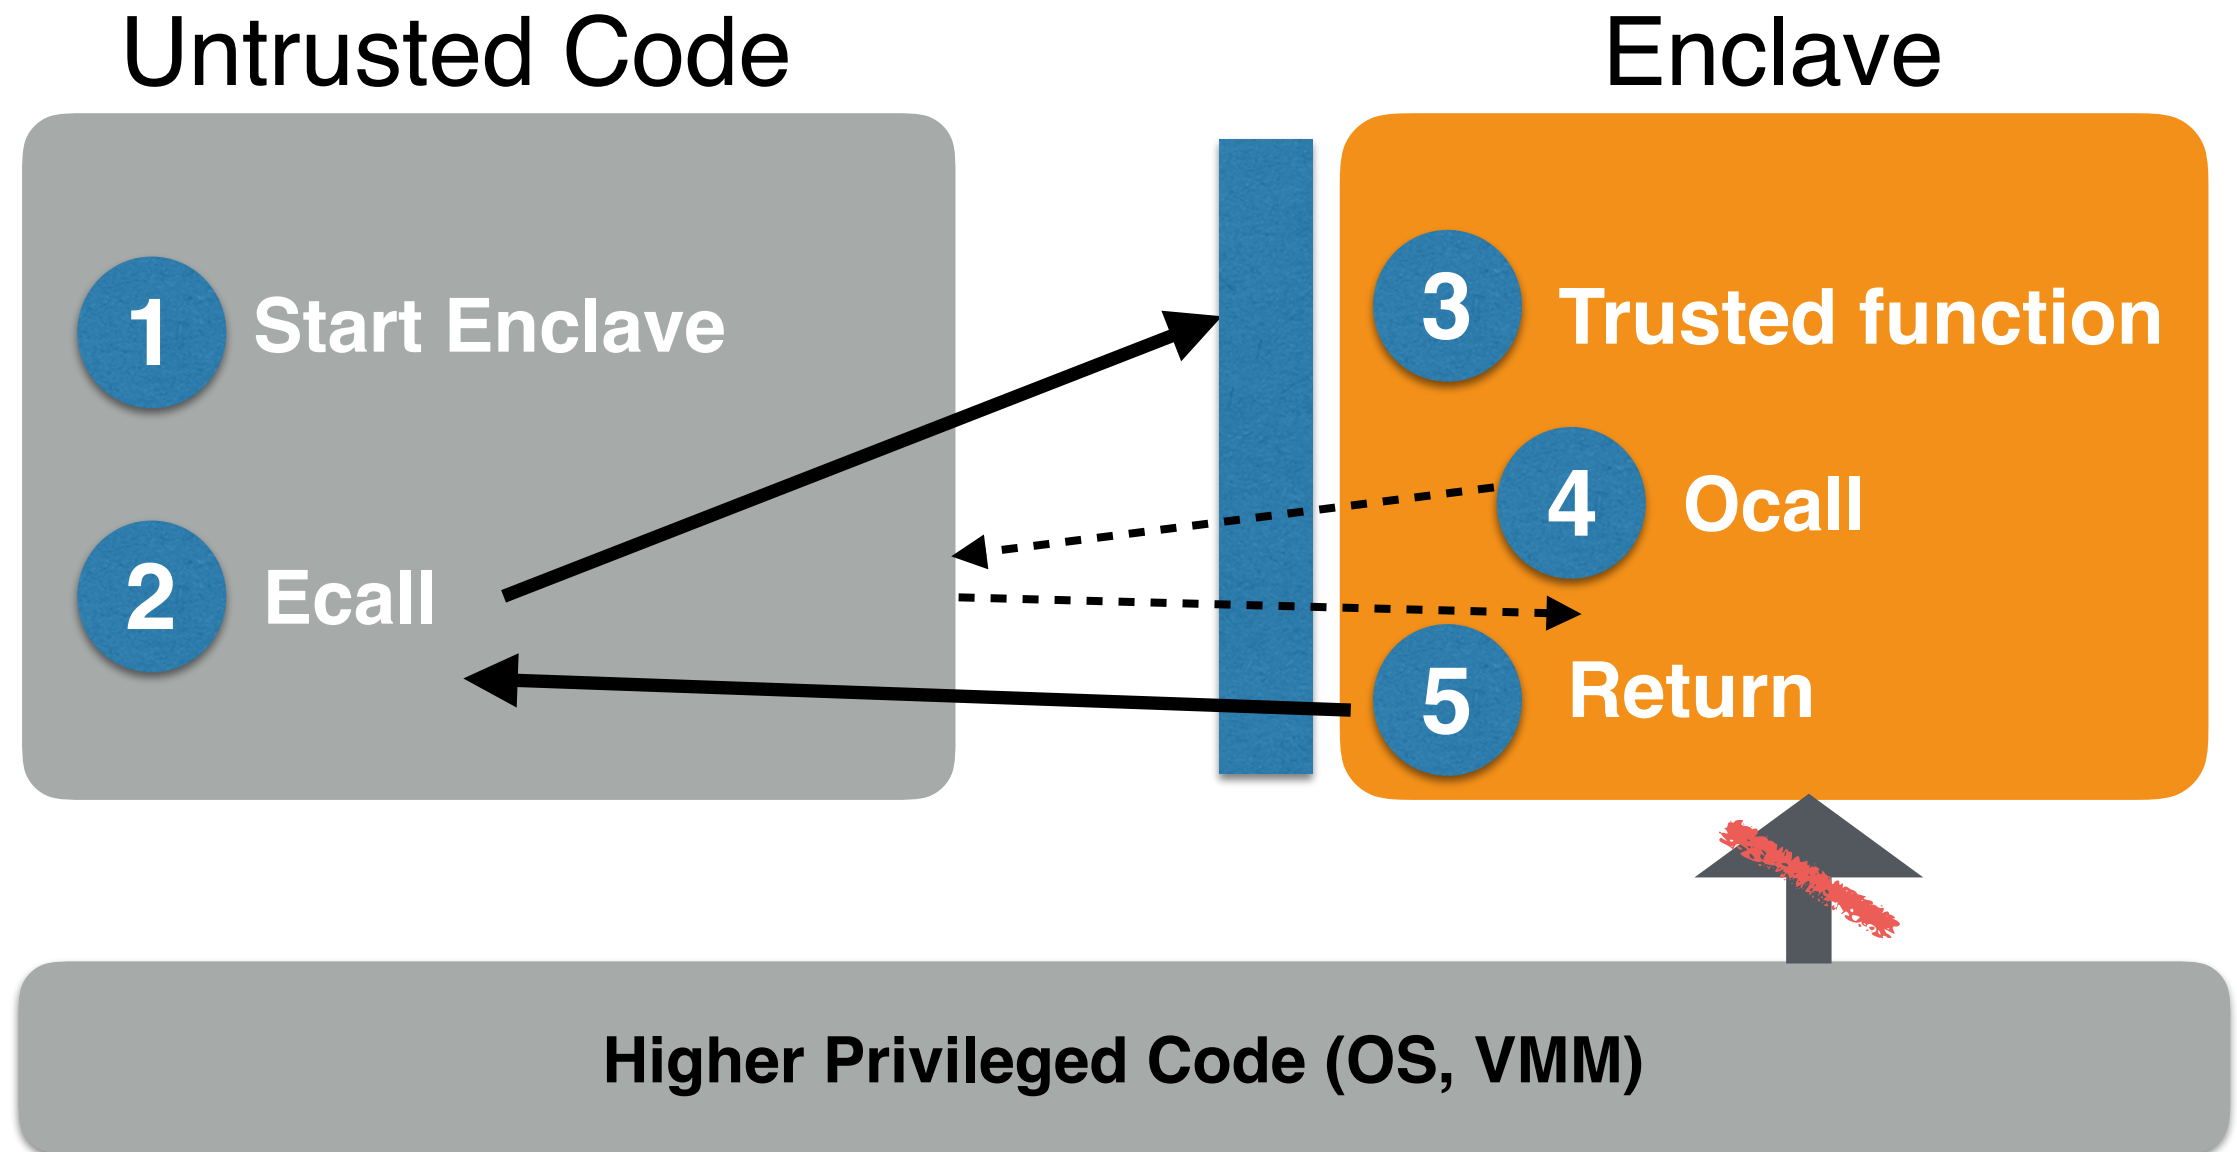 Untrusted Code
Enclave
1 Start Enclave
2 Ecall
3 Trusted function
4 Ocall
5 Return
Higher Privileged Code (OS, VMM)